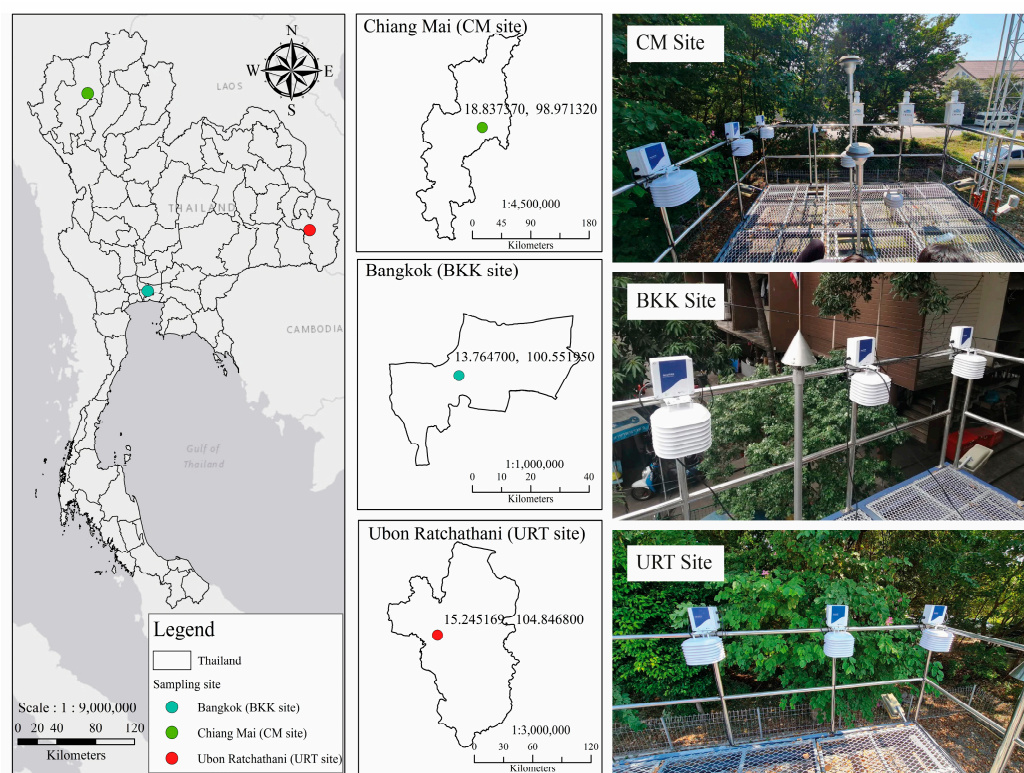 N
W E
S
LAOS
THAILAND
CAMBODIA
Gulf of
Thailand
Legend
Thailand
Sampling site
Bangkok (BKK site)
Chiang Mai (CM site)
Ubon Ratchathani (URT site)
Scale : 1 : 9,000,000
0 20 40 60 80 120
Kilometers
Chiang Mai (CM site)
18.837370, 98.971320
1:4,500,000
0 45 90 180
Kilometers
Bangkok (BKK site)
13.764700, 100.551950
1:1,000,000
0 10 20 40
Kilometers
Ubon Ratchathani (URT site)
15.245169, 104.846800
1:3,000,000
0 30 60 120
Kilometers
CM Site
BKK Site
URT Site